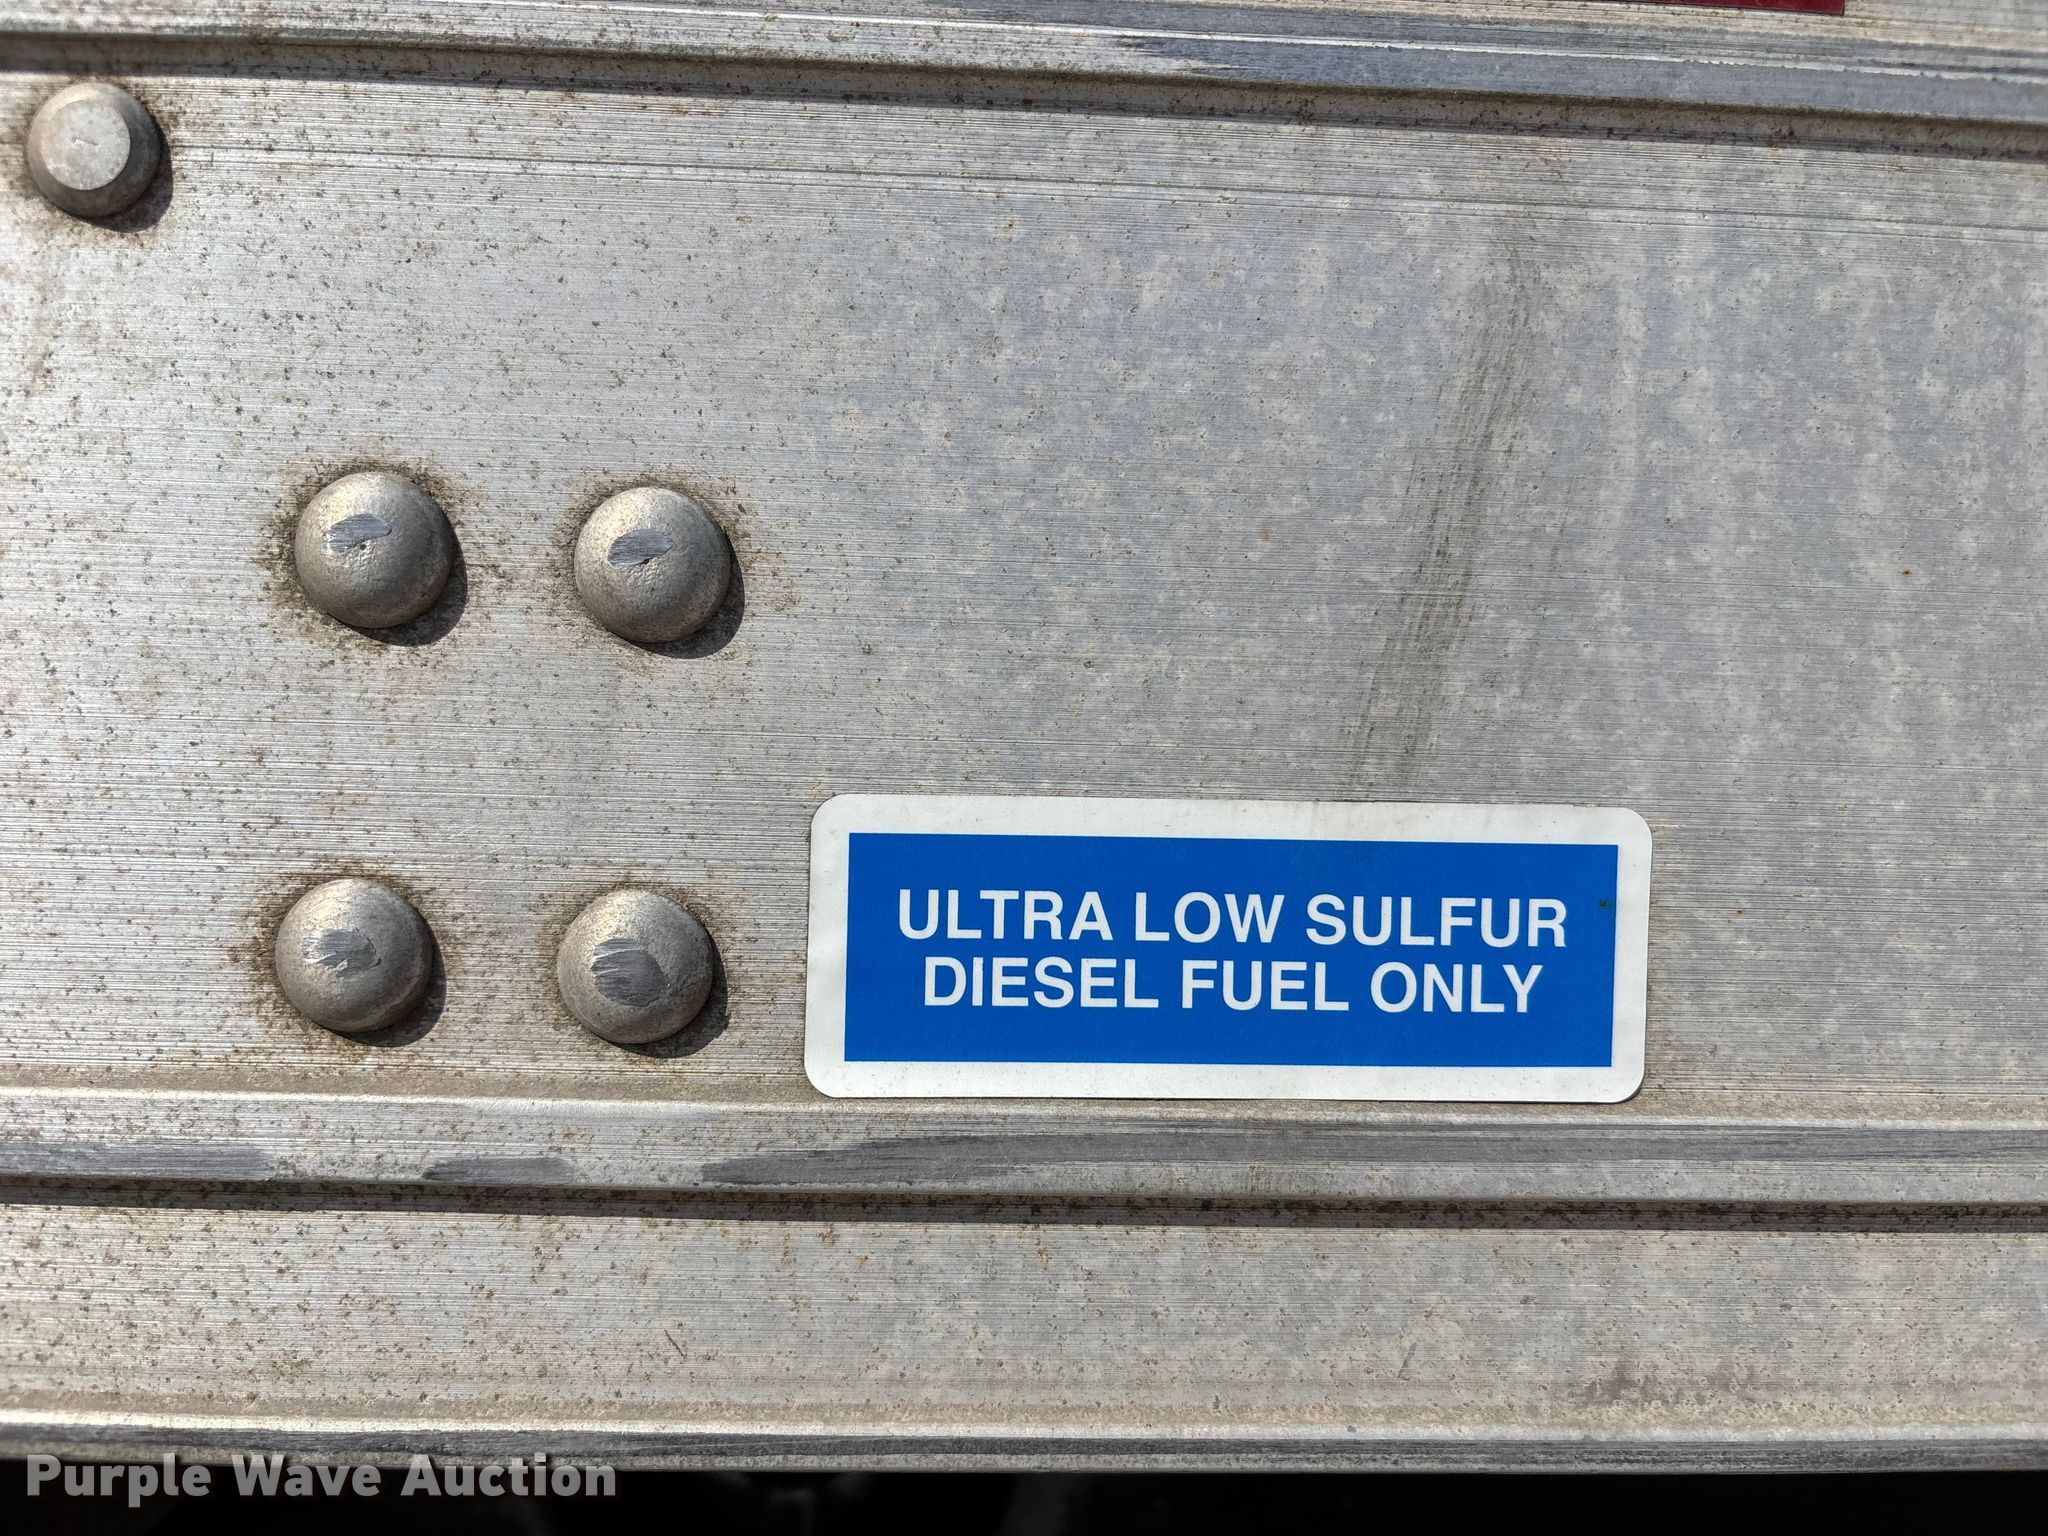 ULTRA LOW SULFUR
DIESEL FUEL ONLY
Purple Wave Auction